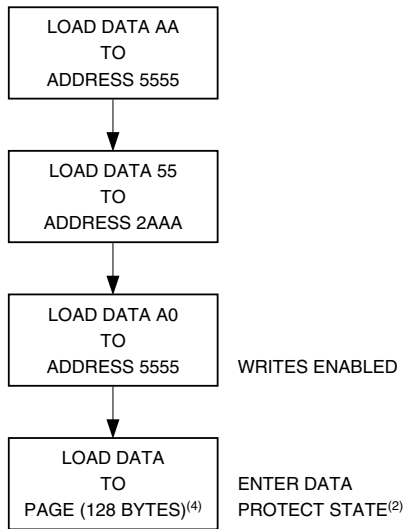 LOAD DATA AA
TO
ADDRESS 5555
LOAD DATA 55
TO
ADDRESS 2AAA
LOAD DATA A0
TO
ADDRESS 5555
WRITES ENABLED
LOAD DATA
TO
PAGE (128 BYTES)(4)
ENTER DATA
PROTECT STATE(2)